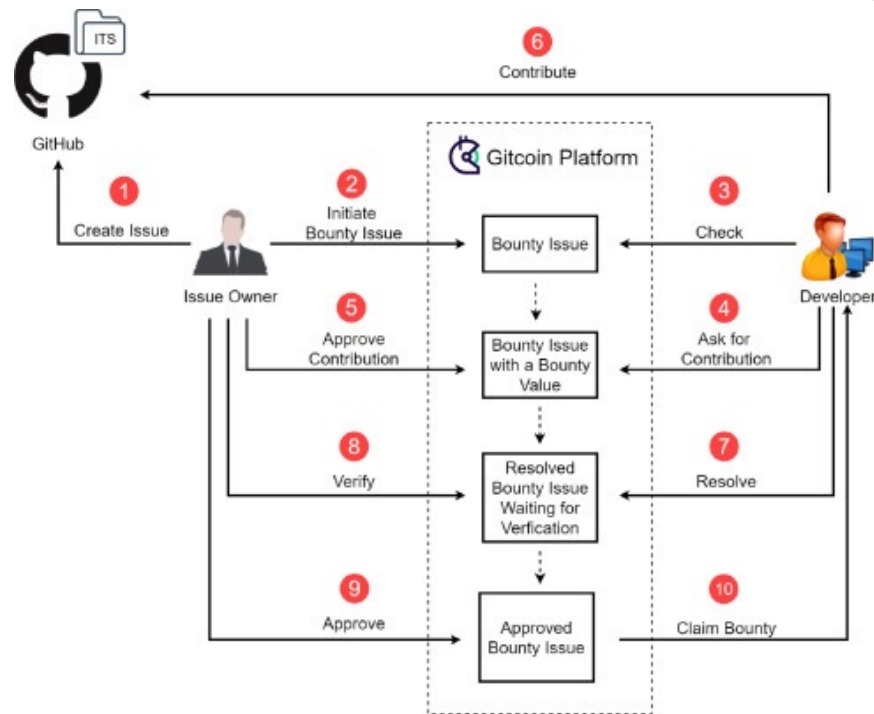 ITS
6
Contribute
GitHub
Gitcoin Platform
1
Create Issue
2
Initiate
Bounty Issue
Bounty Issue
3
Check
Issue Owner
Developer
5
Approve
Contribution
Bounty Issue
with a Bounty
Value
4
Ask for
Contribution
8
Verify
Resolved
Bounty Issue
Waiting for
Verfication
7
Resolve
9
Approve
Approved
Bounty Issue
10
Claim Bounty